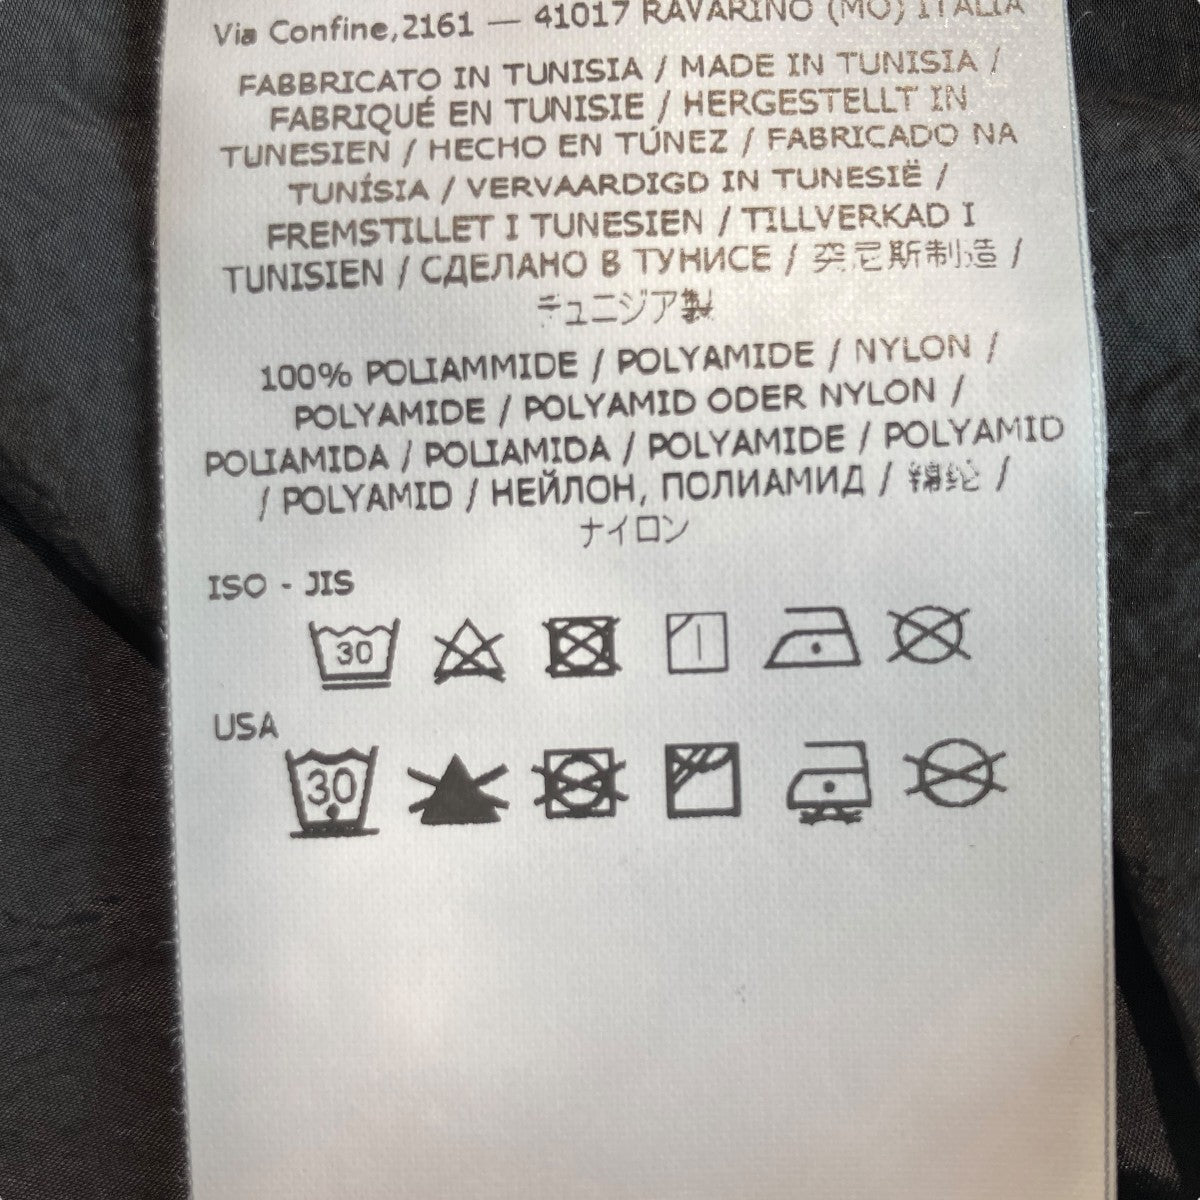 Via Confine,2161 — 41017 RAVARINO (MO) ITALIA
FABBRICATO IN TUNISIA / MADE IN TUNISIA /
FABRIQUÉ EN TUNISIE / HERGESTELLT IN
TUNESIEN / HECHO EN TÚNEZ / FABRICADO NA
TUNÍSIA / VERVAARDIGD IN TUNESIË /
FREMSTILLET I TUNESIEN / TILLVERKAD I
TUNISIEN / СДЕЛАНО В ТУНИСЕ / 突尼斯制造 /
チュニジア製
100% POLIAMMIDE / POLYAMIDE / NYLON /
POLYAMIDE / POLYAMID ODER NYLON /
POLIAMIDA / POLIAMIDA / POLYAMIDE / POLYAMID
/ POLYAMID / НЕЙЛОН, ПОЛИАМИД / 锦纶 /
ナイロン
ISO - JIS
30
USA
30